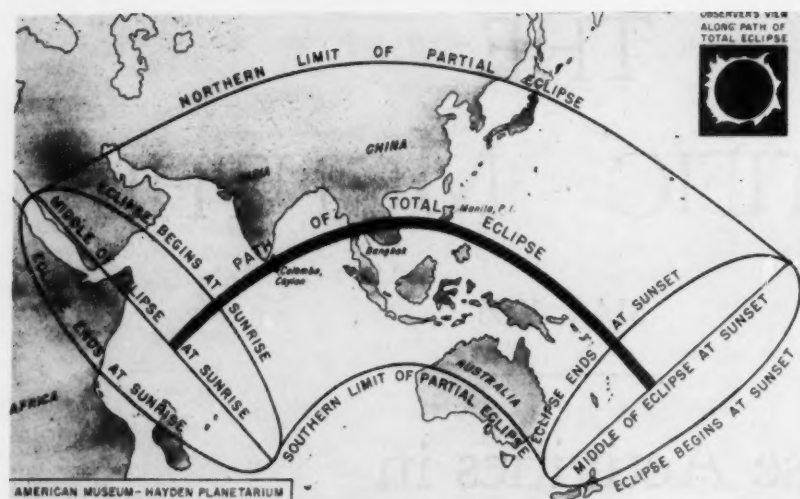 OBSERVER'S VIEW
ALONG PATH OF
TOTAL ECLIPSE
NORTHERN LIMIT OF PARTIAL ECLIPSE
CHINA
INDIA
ECLIPSE BEGINS AT SUNRISE
MIDDLE OF ECLIPSE AT SUNRISE
ECLIPSE ENDS AT SUNRISE
PATH OF TOTAL ECLIPSE
Manila, P.I.
Bangkok
Colombo,
Ceylon
AFRICA
AUSTRALIA
SOUTHERN LIMIT OF PARTIAL ECLIPSE
ECLIPSE ENDS AT SUNSET
MIDDLE OF ECLIPSE AT SUNSET
ECLIPSE BEGINS AT SUNSET
AMERICAN MUSEUM-HAYDEN PLANETARIUM